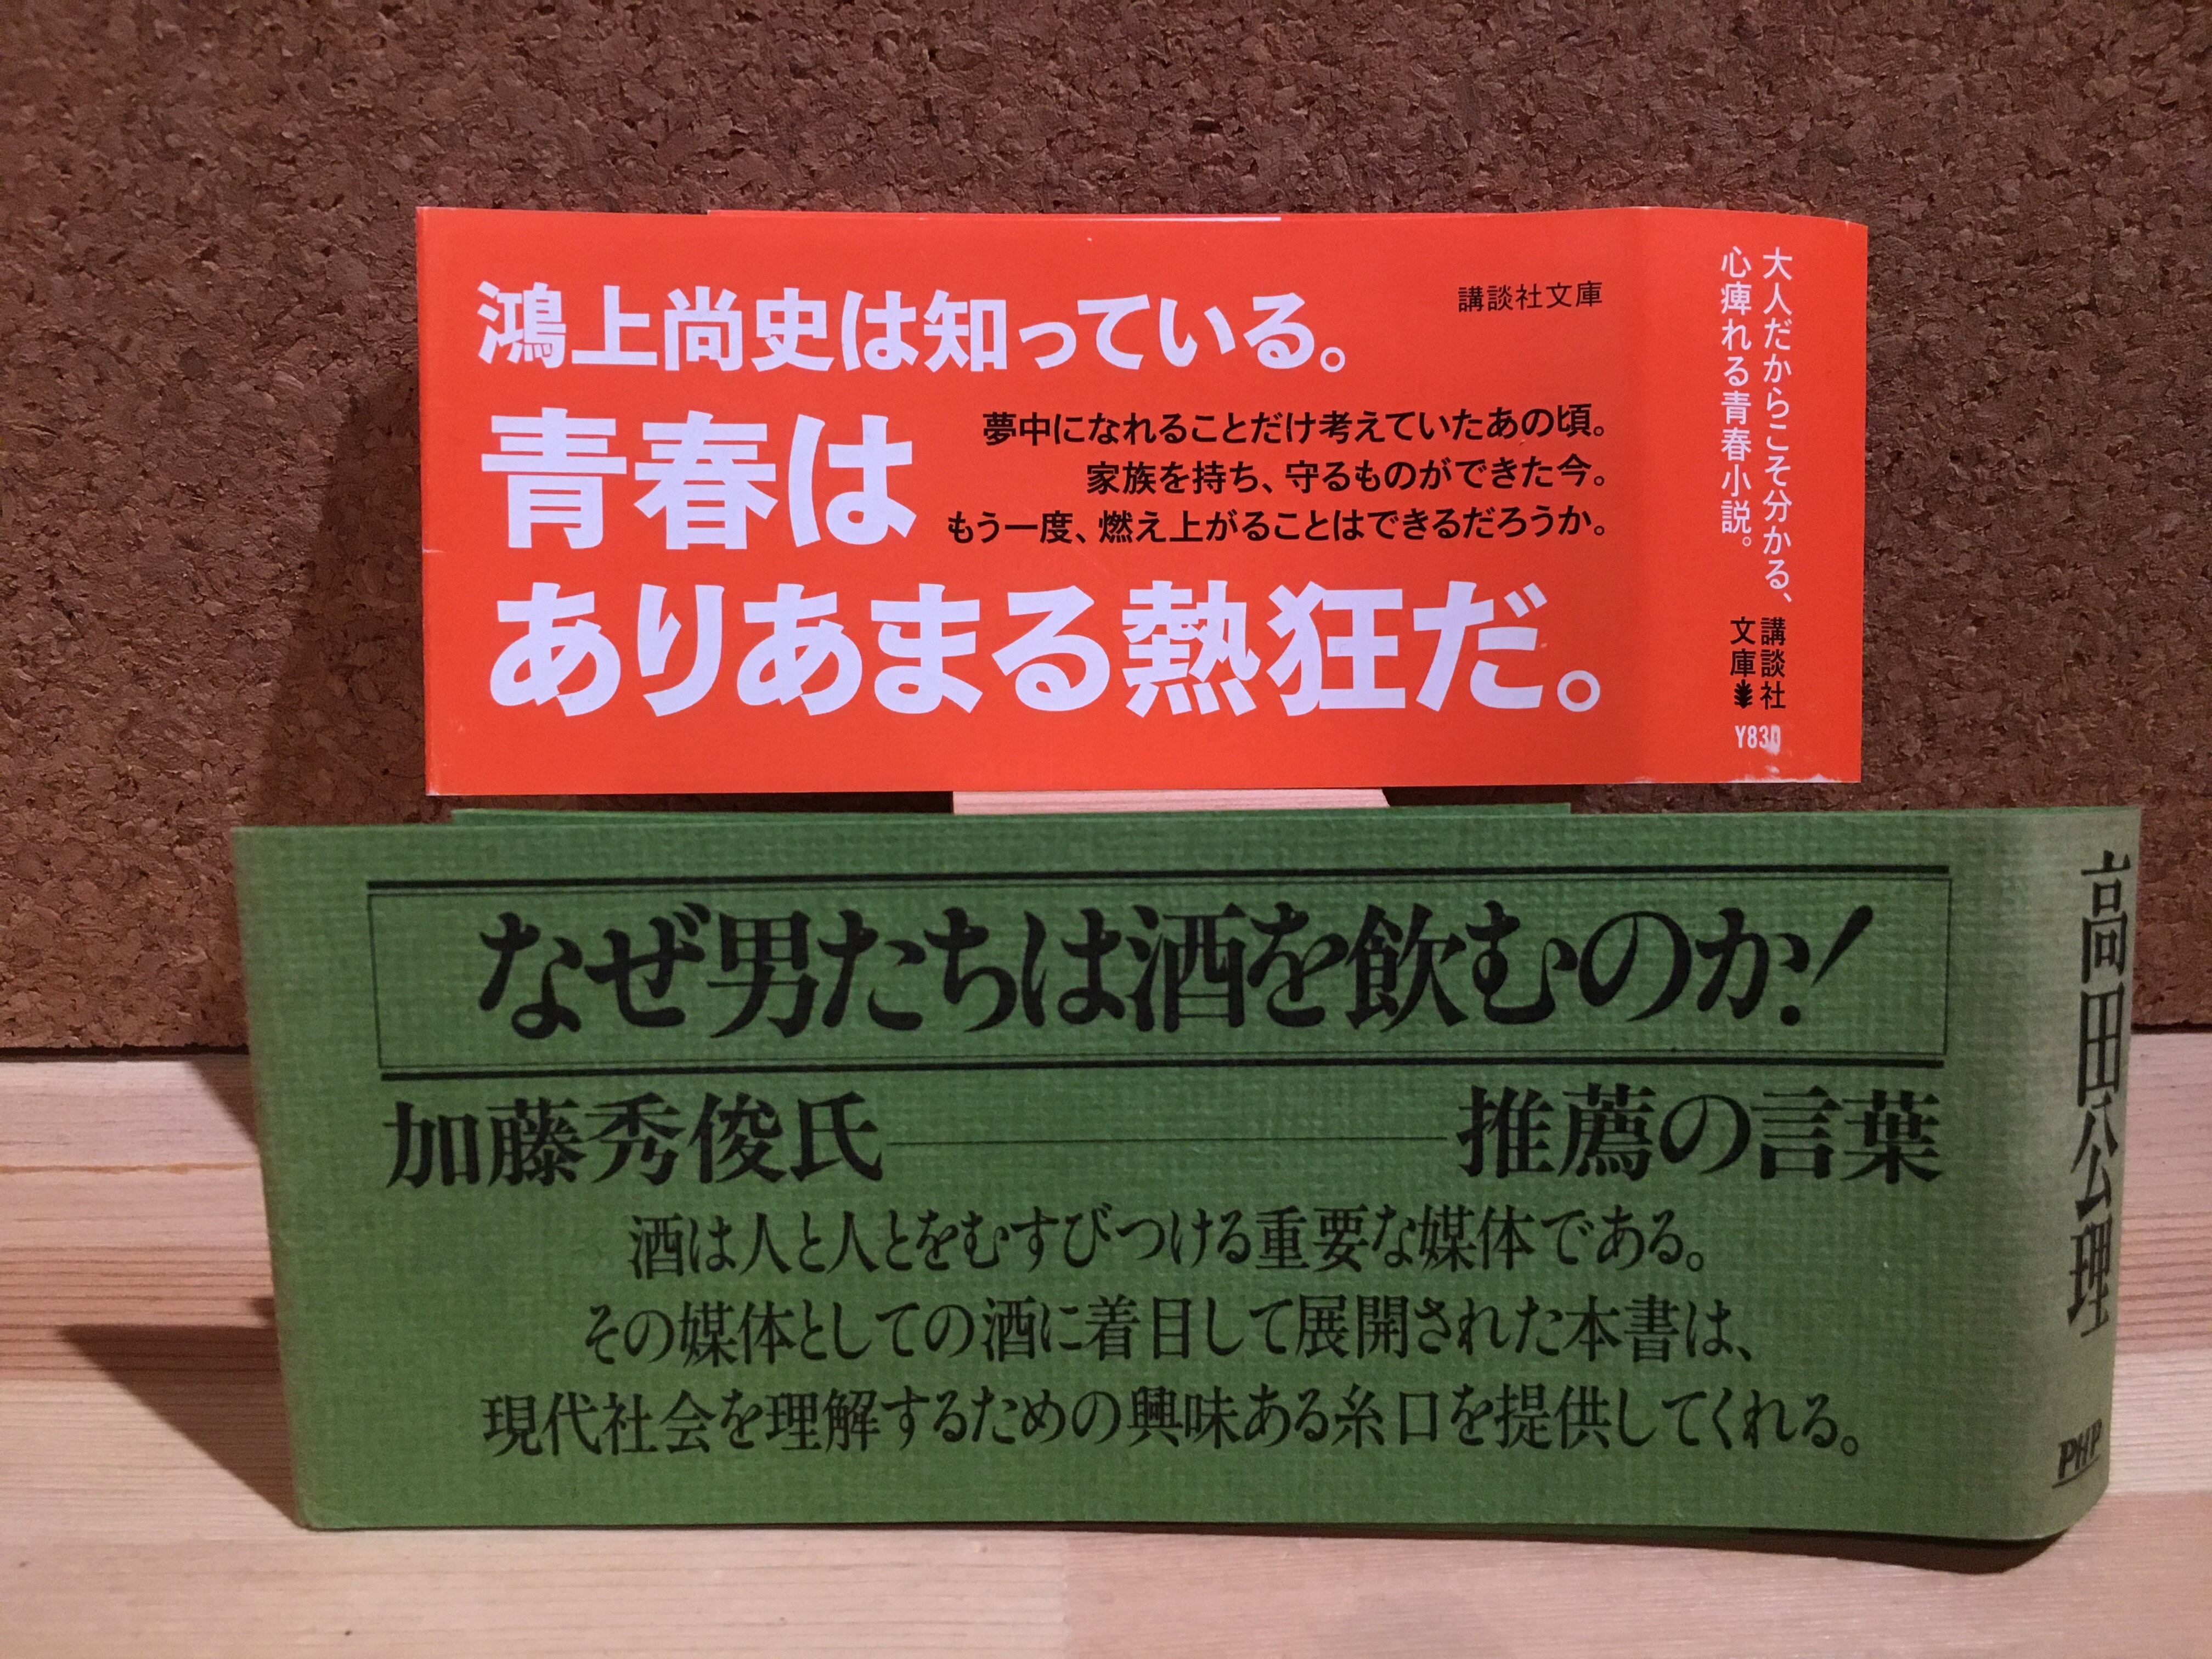 鴻上尚史は知っている。
講談社文庫
青春は
ありあまる熱狂だ。
夢中になれることだけ考えていたあの頃。
家族を持ち、守るものができた今。
もう一度、燃え上がることはできるだろうか。
大人だからこそ分かる、
心痺れる青春小説。
講談社
文庫
Y830
なぜ男たちは酒を飲むのか!
加藤秀俊氏――推薦の言葉
酒は人と人とをむすびつける重要な媒体である。
その媒体としての酒に着目して展開された本書は、
現代社会を理解するための興味ある糸口を提供してくれる。
高田公理
PHP